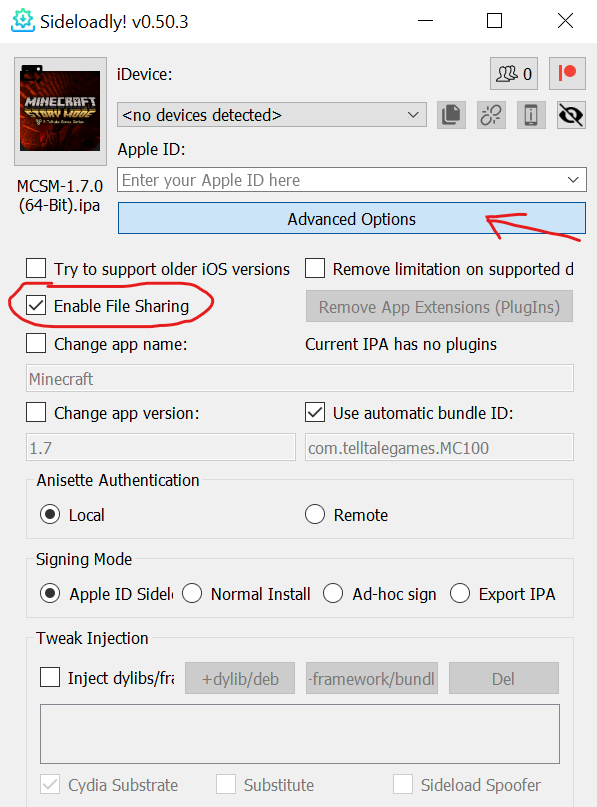 Sideloadly! v0.50.3
MINECRAFT
STORY MODE
iDevice:
0
<no devices detected>
Apple ID:
MCSM-1.7.0
(64-Bit).ipa
Enter your Apple ID here
Advanced Options
Try to support older iOS versions
Remove limitation on supported d
Enable File Sharing
Remove App Extensions (PlugIns)
Change app name:
Current IPA has no plugins
Minecraft
Change app version:
Use automatic bundle ID:
1.7
com.telltalegames.MC100
Anisette Authentication
Local
Remote
Signing Mode
Apple ID Sidel
Normal Install
Ad-hoc sign
Export IPA
Tweak Injection
Inject dylibs/fra
+dylib/deb
-framework/bundl
Del
Cydia Substrate
Substitute
Sideload Spoofer